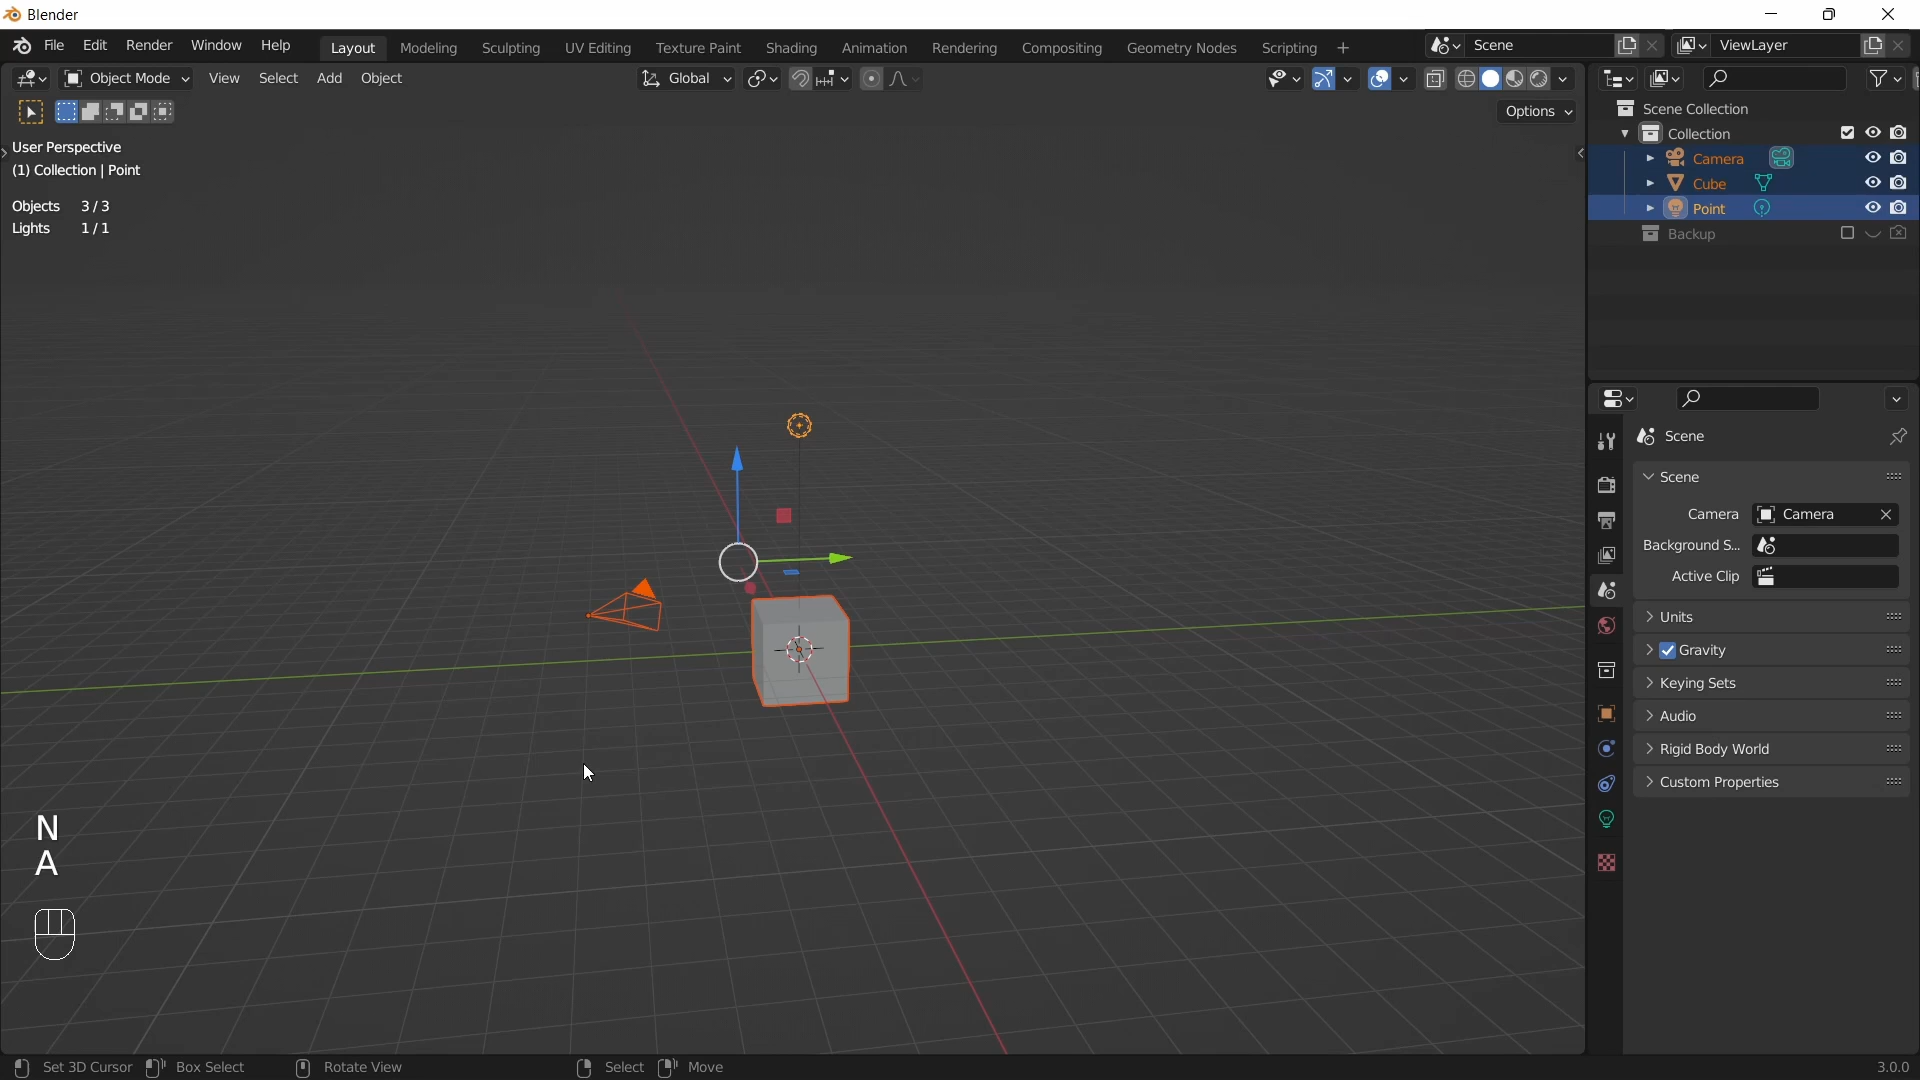 Blender
File Edit Render Window Help Layout Modeling Sculpting UV Editing Texture Paint Shading Animation Rendering Compositing Geometry Nodes Scripting + Scene ViewLayer
Object Mode View Select Add Object Global
Options
User Perspective
(1) Collection | Point
Objects 3/3
Lights 1/1
Scene Collection
Collection
Camera
Cube
Point
Backup
Scene
Scene
Camera Camera
Background S...
Active Clip
Units
Gravity
Keying Sets
Audio
Rigid Body World
Custom Properties
N
A
Set 3D Cursor Box Select Rotate View Select Move 3.0.0